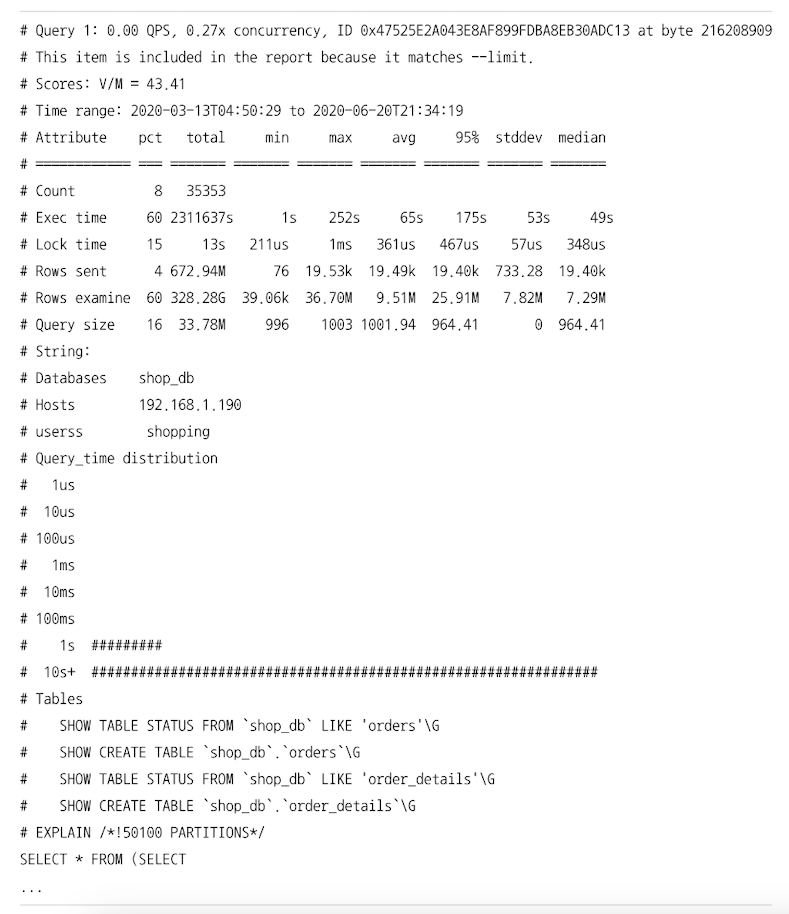 # Query 1: 0.00 QPS, 0.27x concurrency, ID 0x47525E2A043E8AF899FDBA8EB30ADC13 at byte 216208909
# This item is included in the report because it matches --limit.
# Scores: V/M = 43.41
# Time range: 2020-03-13T04:50:29 to 2020-06-20T21:34:19
# Attribute    pct   total     min     max     avg     95%  stddev  median
# ============ === ======= ======= ======= ======= ======= ======= =======
# Count          8   35353
# Exec time     60 2311637s      1s    252s     65s    175s     53s     49s
# Lock time     15     13s   211us     1ms   361us   467us    57us   348us
# Rows sent      4 672.94M      76  19.53k  19.49k  19.40k  733.28  19.40k
# Rows examine  60 328.28G  39.06k  36.70M   9.51M  25.91M   7.82M   7.29M
# Query size    16  33.78M     996    1003 1001.94  964.41       0  964.41
# String:
# Databases    shop_db
# Hosts        192.168.1.190
# userss        shopping
# Query_time distribution
#   1us
#  10us
# 100us
#   1ms
#  10ms
# 100ms
#    1s  #########
#  10s+  ################################################################
# Tables
#    SHOW TABLE STATUS FROM `shop_db` LIKE 'orders'\G
#    SHOW CREATE TABLE `shop_db`.`orders`\G
#    SHOW TABLE STATUS FROM `shop_db` LIKE 'order_details'\G
#    SHOW CREATE TABLE `shop_db`.`order_details`\G
# EXPLAIN /*!50100 PARTITIONS*/
SELECT * FROM (SELECT
...